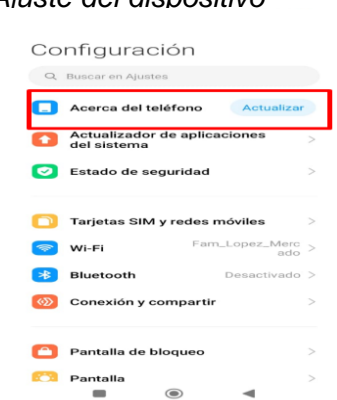 Ajuste del dispositivo
Configuración
Buscar en Ajustes
Acerca del teléfono Actualizar
Actualizador de aplicaciones
del sistema
Estado de seguridad
Tarjetas SIM y redes móviles
Wi-Fi Fam_Lopez_Merc
ado
Bluetooth Desactivado
Conexión y compartir
Pantalla de bloqueo
Pantalla